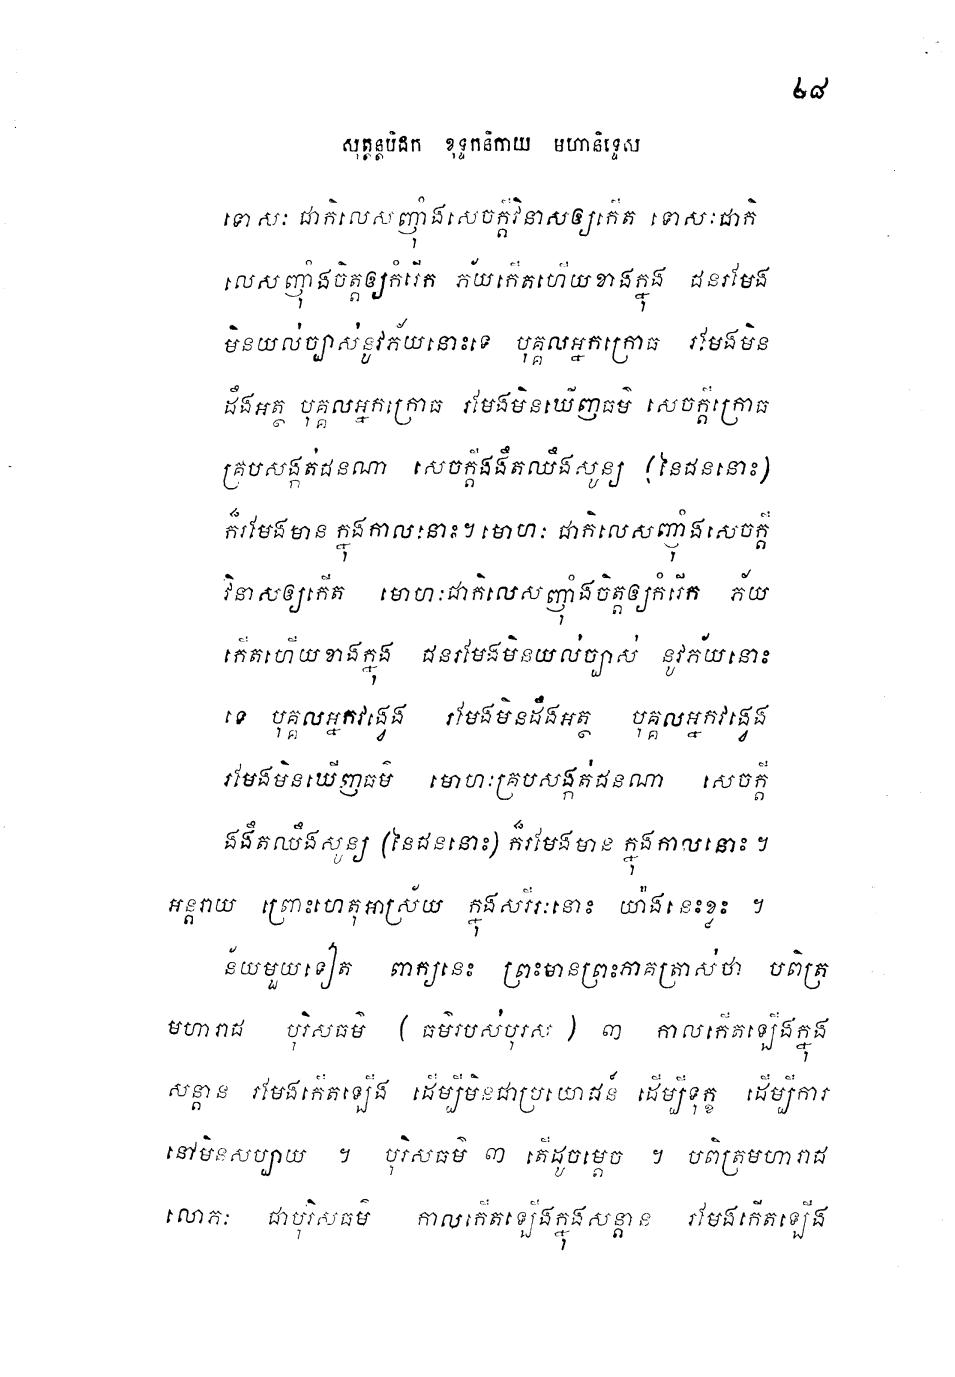 ២៨
សុត្តន្តបិដក ខុទ្ទកនិកាយ មហានិទ្ទេស
ទោសៈ ជាកិលេសញ៉ាំងសេចក្តីវិនាសឲ្យកើត ទោសៈជាកិ
លេសញ៉ាំងចិត្តឲ្យកំរើក ភ័យកើតហើយខាងក្នុង ជនរមែង
មិនយល់ច្បាស់នូវភ័យនោះទេ បុគ្គលអ្នកក្រោធ រមែងមិន
ដឹងអត្ថ បុគ្គលអ្នកក្រោធ រមែងមិនឃើញធម៌ សេចក្តីក្រោធ
គ្របសង្កត់ជនណា សេចក្តីងងឹតឈឹងសូន្យ (នៃជននោះ)
ក៏រមែងមាន ក្នុងកាលនោះ។ មោហៈ ជាកិលេសញ៉ាំងសេចក្តី
វិនាសឲ្យកើត មោហៈជាកិលេសញ៉ាំងចិត្តឲ្យកំរើក ភ័យ
កើតហើយខាងក្នុង ជនរមែងមិនយល់ច្បាស់ នូវភ័យនោះ
ទេ បុគ្គលអ្នកវង្វេង រមែងមិនដឹងអត្ថ បុគ្គលអ្នកវង្វេង
រមែងមិនឃើញធម៌ មោហៈគ្របសង្កត់ជនណា សេចក្តី
ងងឹតឈឹងសូន្យ (នៃជននោះ) ក៏រមែងមាន ក្នុងកាលនោះ ។
អន្តរាយ ព្រោះហេតុអាស្រ័យ ក្នុងសរីរៈនោះ យ៉ាងនេះខ្លះ ។
ន័យមួយទៀត ពាក្យនេះ ព្រះមានព្រះភាគត្រាស់ថា បពិត្រ
មហារាជ បុរិសធម៌ ( ធម៌របស់បុរស ) ៣ កាលកើតឡើងក្នុង
សន្តាន រមែងកើតឡើង ដើម្បីមិនជាប្រយោជន៍ ដើម្បីទុក្ខ ដើម្បីការ
នៅមិនសប្បាយ ។ បុរិសធម៌ ៣ តើដូចម្តេច ។ បពិត្រមហារាជ
លោភៈ ជាបុរិសធម៌ កាលកើតឡើងក្នុងសន្តាន រមែងកើតឡើង